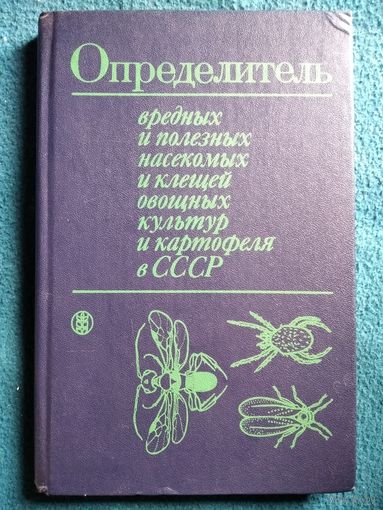 Определитель
вредных
и полезных
насекомых
и клещей
овощных
культур
и картофеля
в СССР